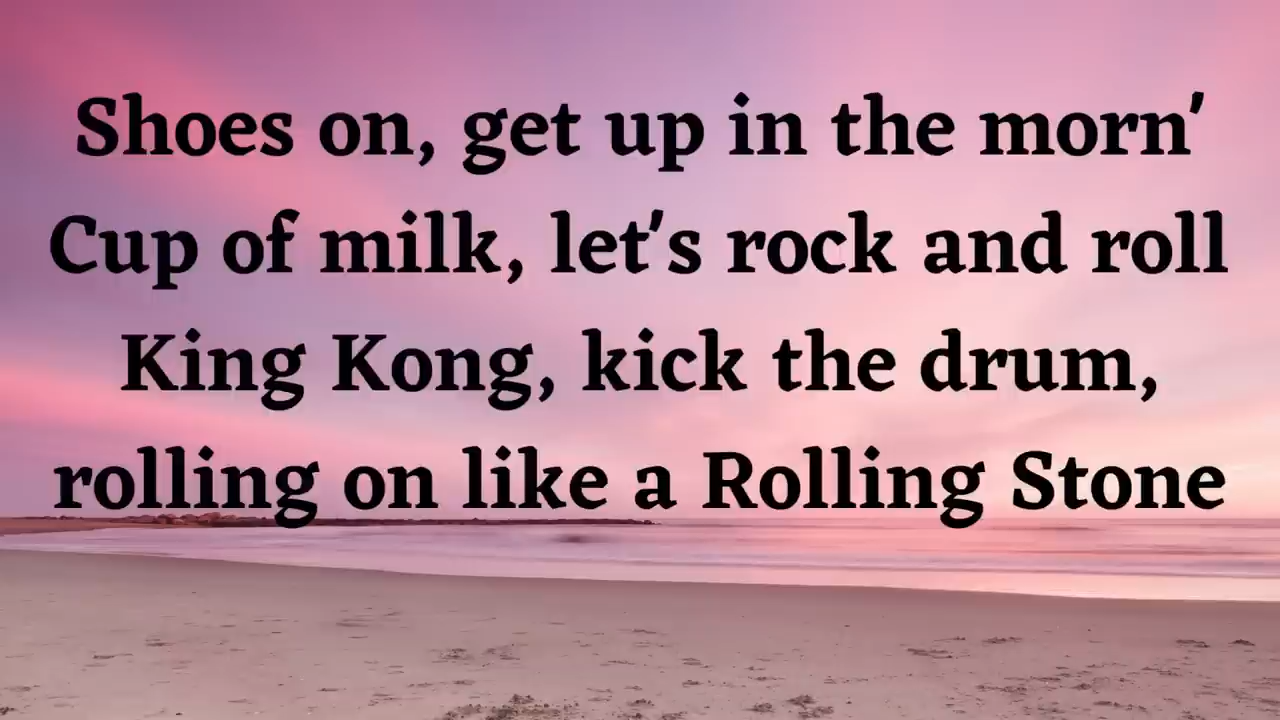 Shoes on, get up in the morn'
Cup of milk, let's rock and roll
King Kong, kick the drum,
rolling on like a Rolling Stone